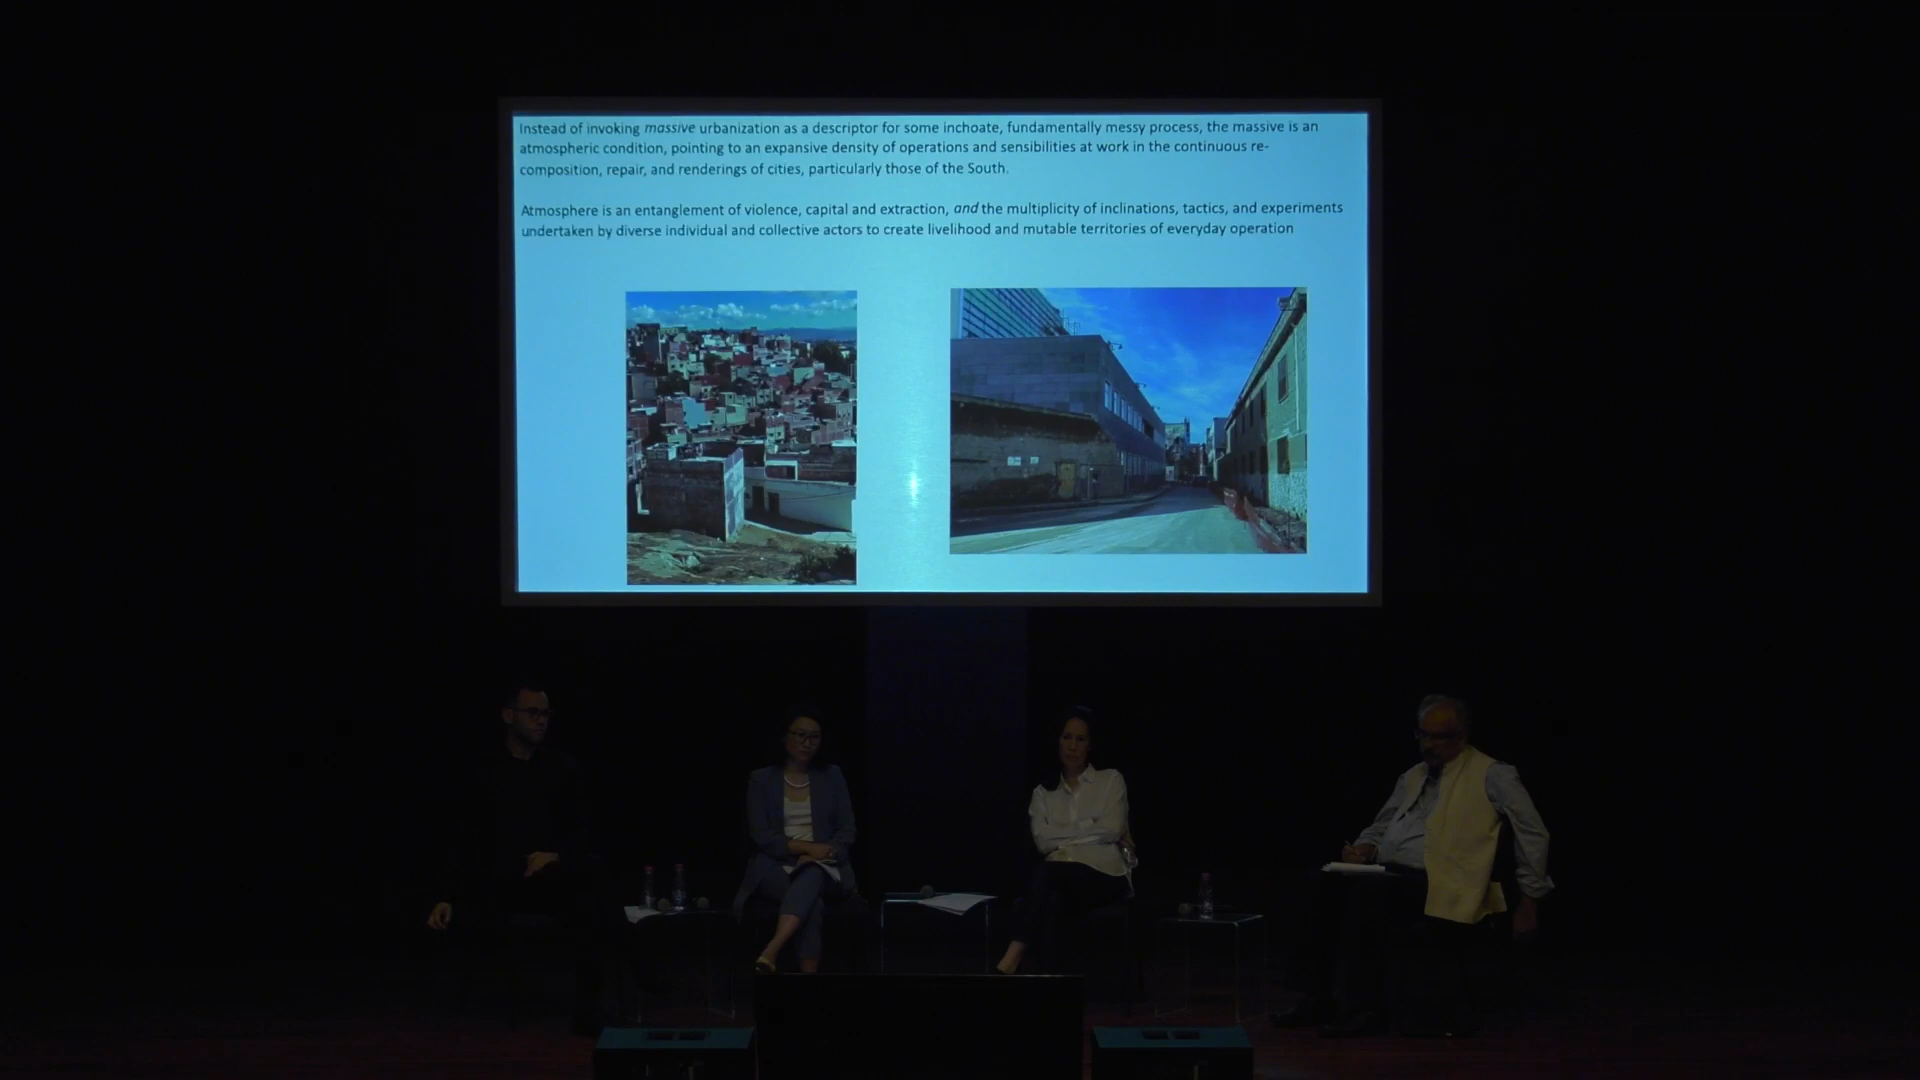 Instead of invoking massive urbanization as a descriptor for some inchoate, fundamentally messy process, the massive is an
atmospheric condition, pointing to an expansive density of operations and sensibilities at work in the continuous re-
composition, repair, and renderings of cities, particularly those of the South.
Atmosphere is an entanglement of violence, capital and extraction, and the multiplicity of inclinations, tactics, and experiments
undertaken by diverse individual and collective actors to create livelihood and mutable territories of everyday operation